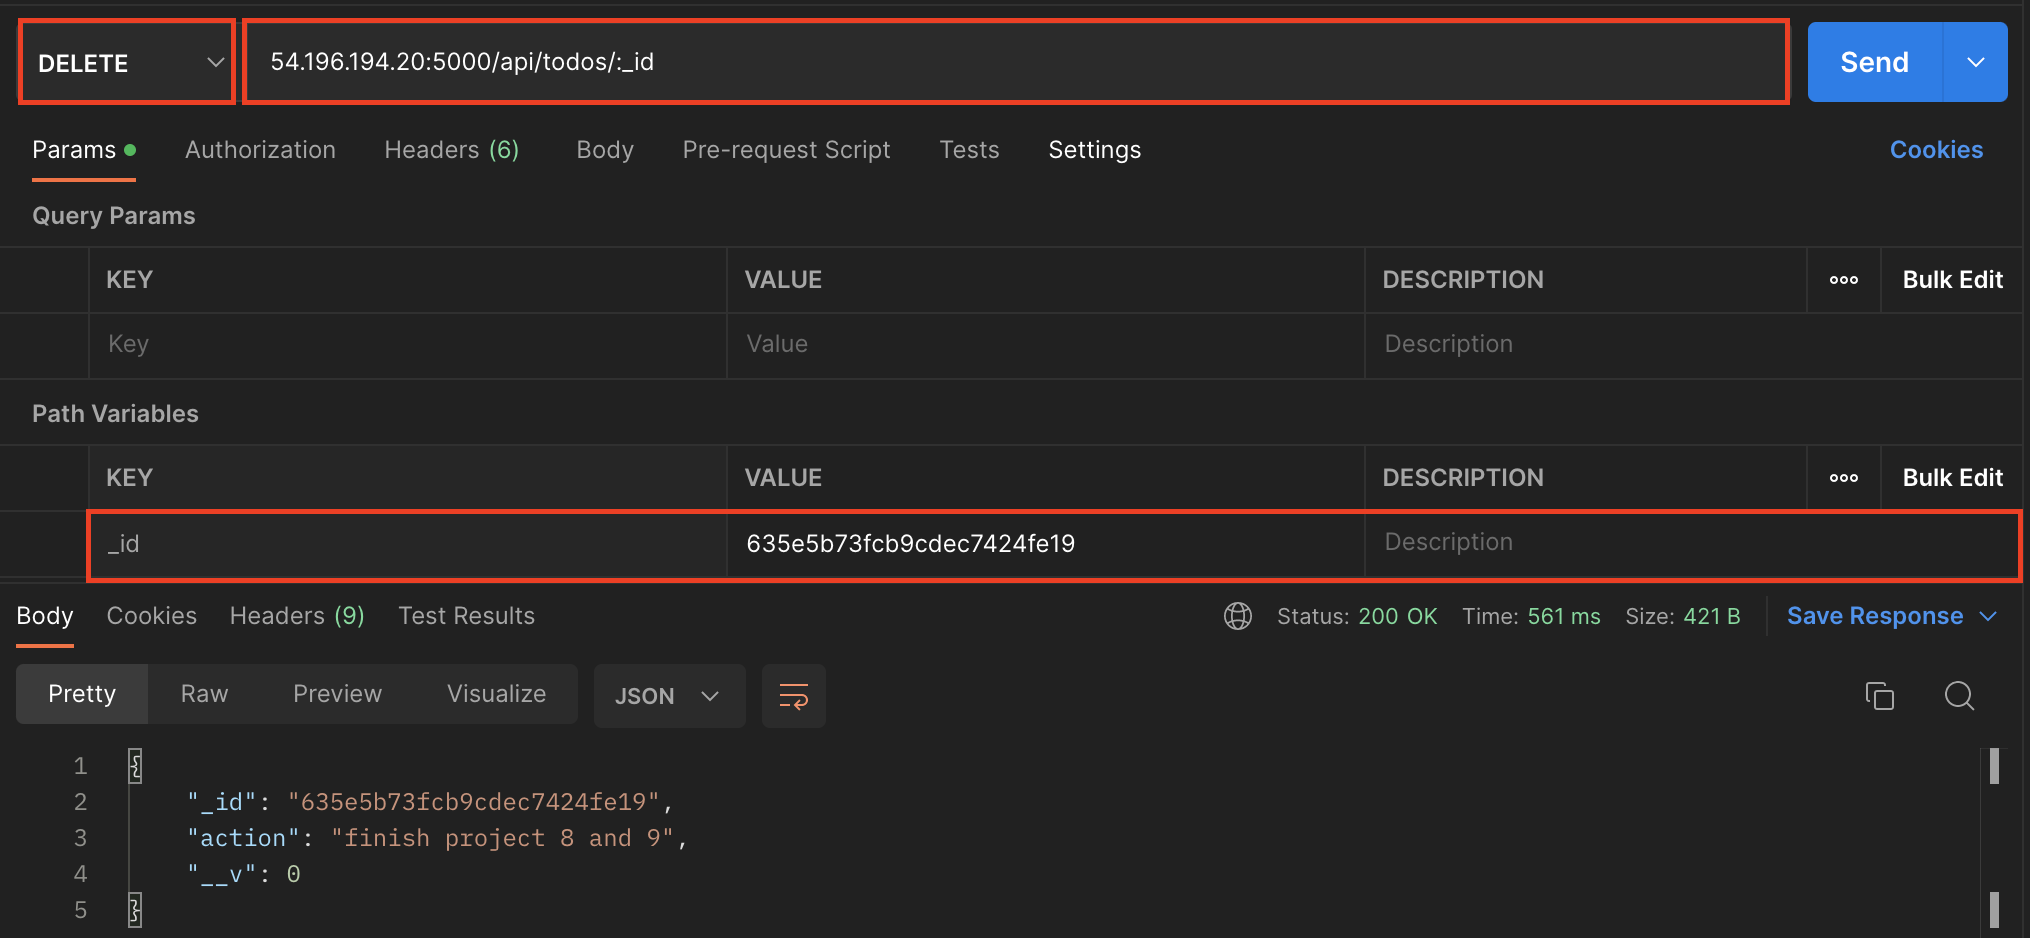 DELETE 54.196.194.20:5000/api/todos/:_id Send
Params Authorization Headers (6) Body Pre-request Script Tests Settings Cookies
Query Params
KEY VALUE DESCRIPTION Bulk Edit
Key Value Description
Path Variables
KEY VALUE DESCRIPTION Bulk Edit
_id 635e5b73fcb9cdec7424fe19 Description
Body Cookies Headers (9) Test Results Status: 200 OK Time: 561 ms Size: 421 B Save Response
Pretty Raw Preview Visualize JSON
1 {
2 "_id": "635e5b73fcb9cdec7424fe19",
3 "action": "finish project 8 and 9",
4 "__v": 0
5 }